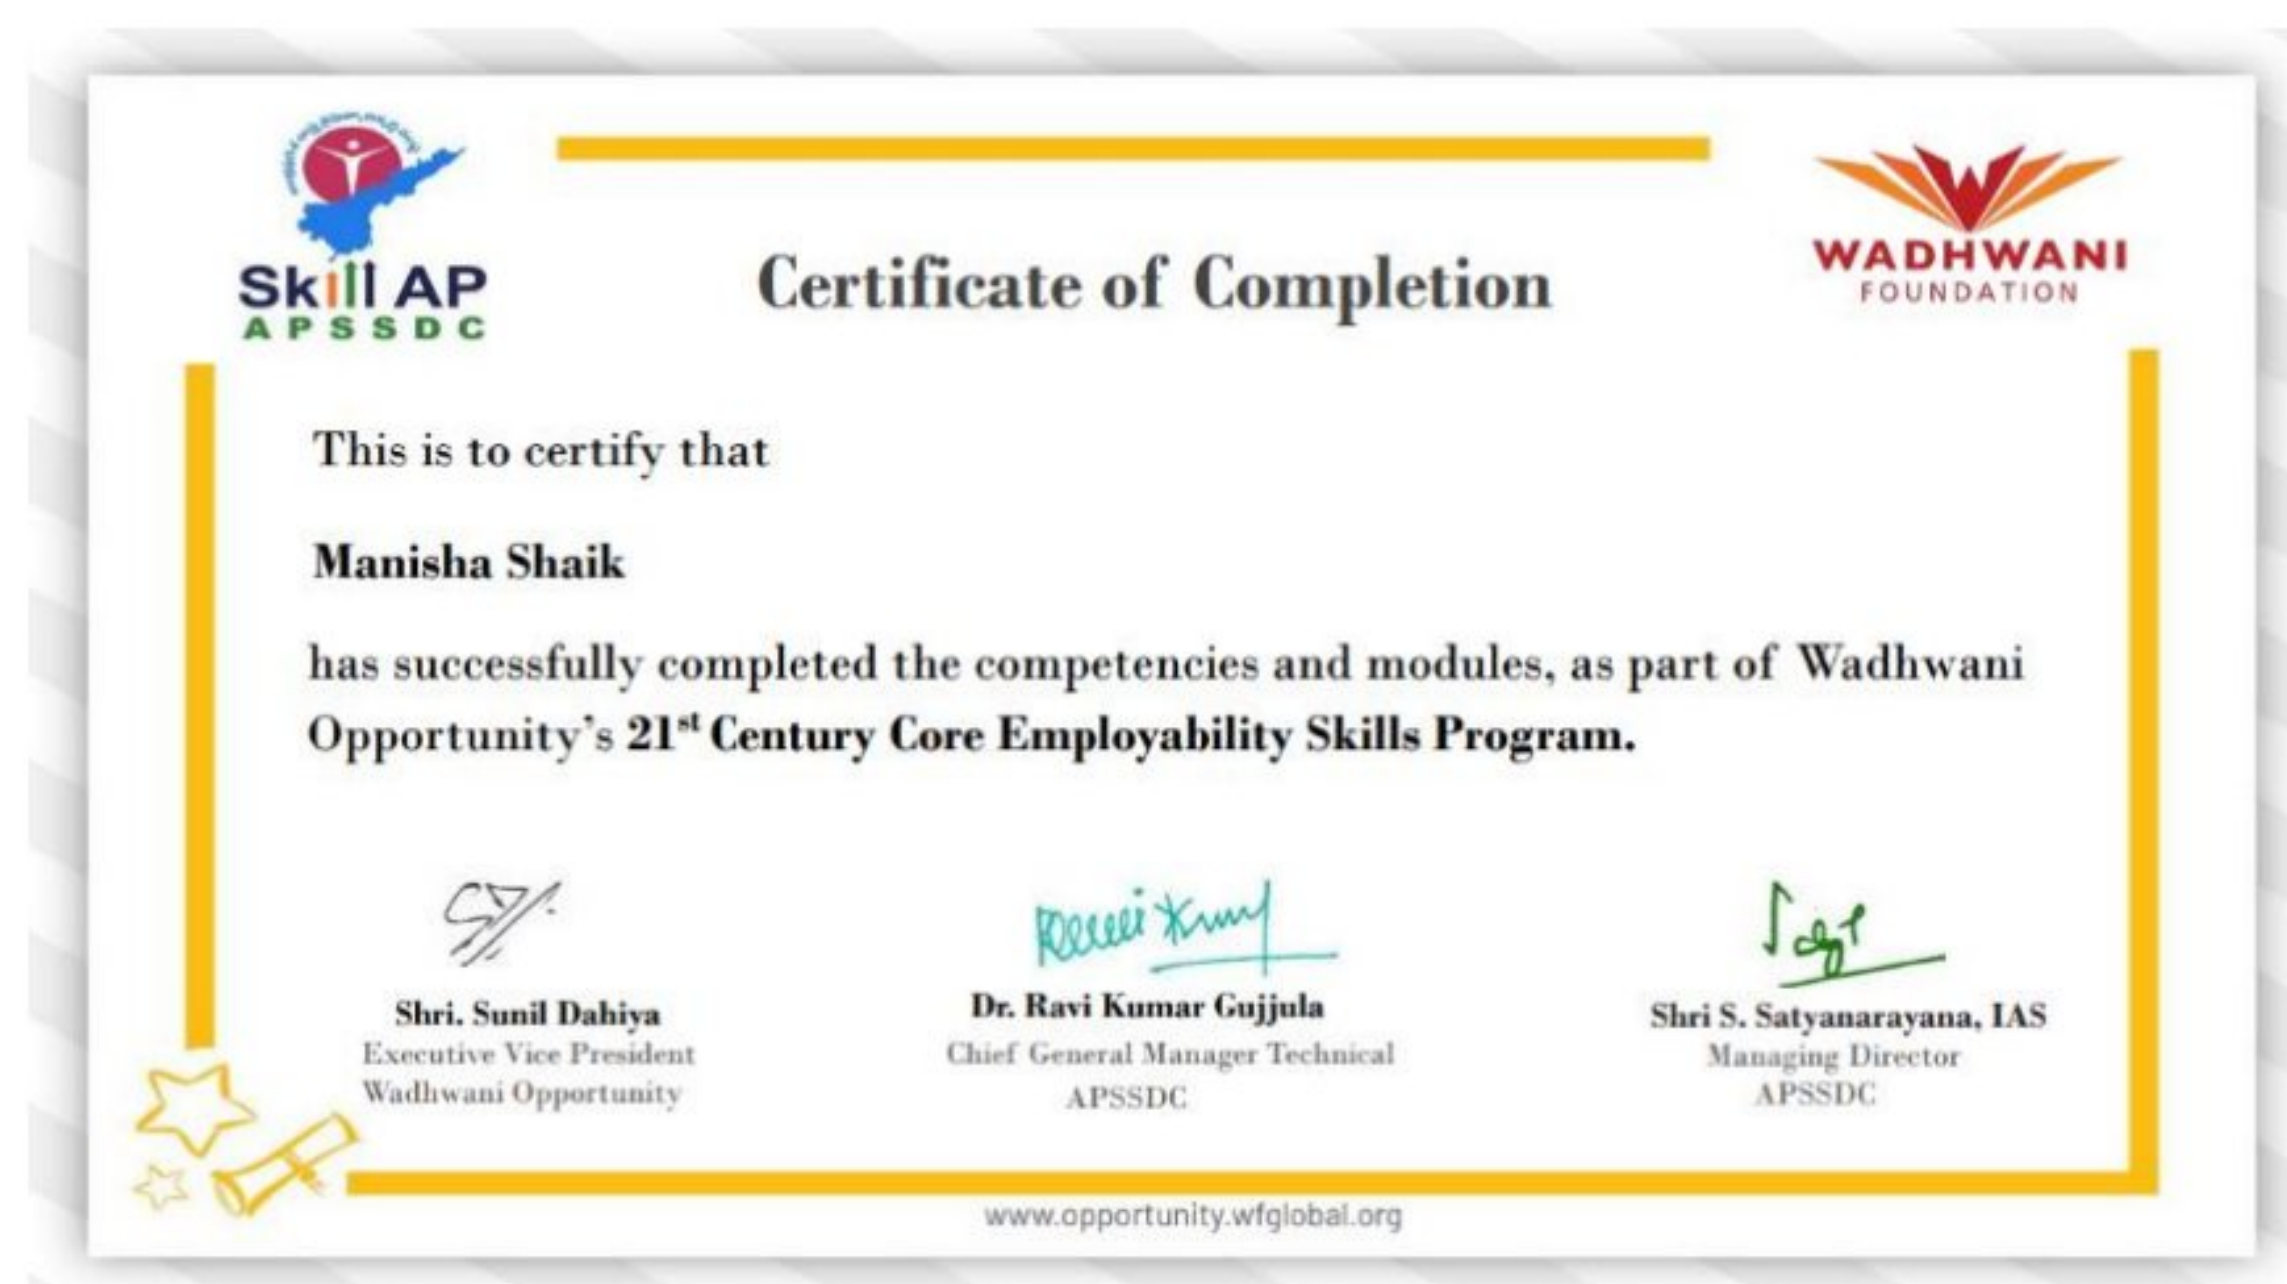 Skill AP
APSSDC
WADHWANI
FOUNDATION
Certificate of Completion
This is to certify that
Manisha Shaik
has successfully completed the competencies and modules, as part of Wadhwani
Opportunity's 21st Century Core Employability Skills Program.
Shri. Sunil Dahiya
Executive Vice President
Wadhwani Opportunity
Dr. Ravi Kumar Gujjula
Chief General Manager Technical
APSSDC
Shri S. Satyanarayana, IAS
Managing Director
APSSDC
www.opportunity.wfglobal.org